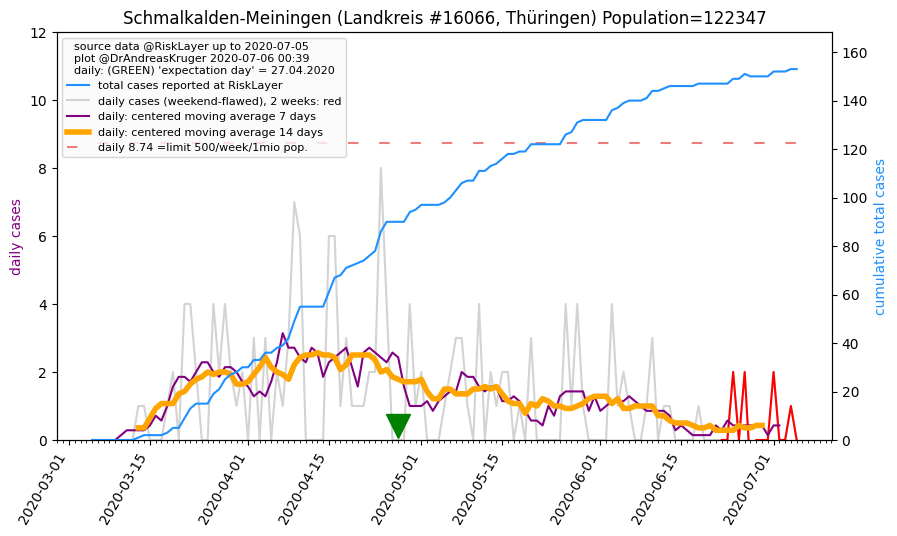 Schmalkalden-Meiningen (Landkreis #16066, Thüringen) Population=122347
source data @RiskLayer up to 2020-07-05
plot @DrAndreasKruger 2020-07-06 00:39
daily: (GREEN) 'expectation day' = 27.04.2020
total cases reported at RiskLayer
daily cases (weekend-flawed), 2 weeks: red
daily: centered moving average 7 days
daily: centered moving average 14 days
daily 8.74 =limit 500/week/1mio pop.
daily cases
12
10
8
6
4
2
0
cumulative total cases
160
140
120
100
80
60
40
20
0
2020-03-01
2020-03-15
2020-04-01
2020-04-15
2020-05-01
2020-05-15
2020-06-01
2020-06-15
2020-07-01